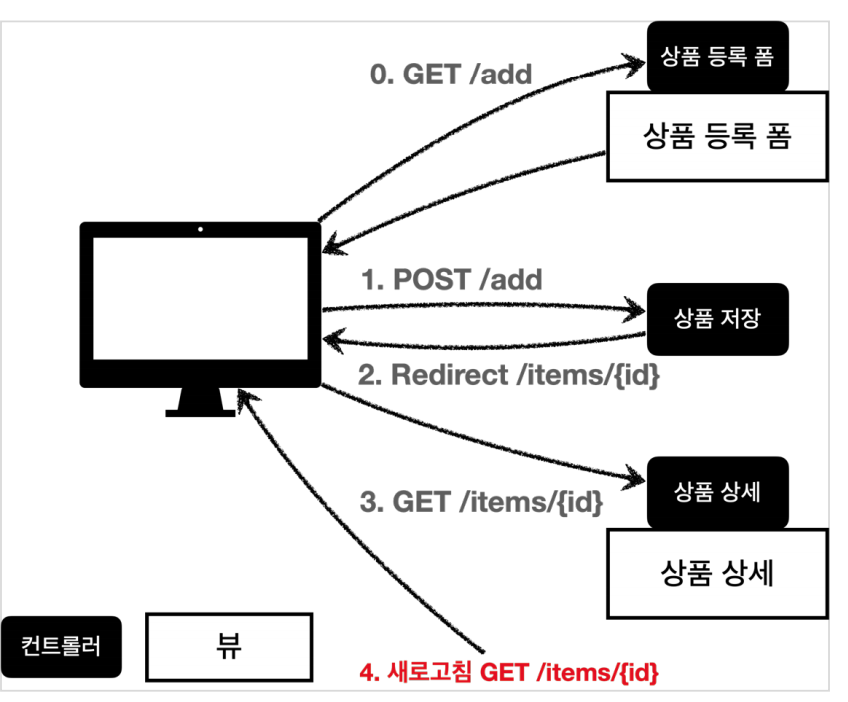 0. GET /add
상품 등록 폼
상품 등록 폼
1. POST /add
상품 저장
2. Redirect /items/{id}
상품 상세
3. GET /items/{id}
상품 상세
컨트롤러
뷰
4. 새로고침 GET /items/{id}